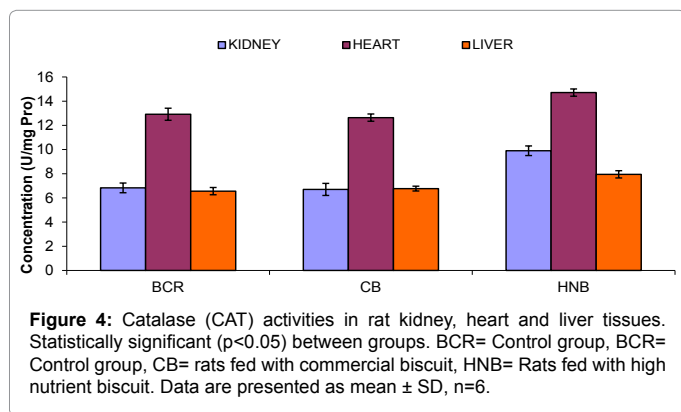 KIDNEY HEART LIVER
16
14
12
10
8
6
4
2
0
Concentration (U/mg Pro)
BCR CB HNB
Figure 4: Catalase (CAT) activities in rat kidney, heart and liver tissues.
Statistically significant (p<0.05) between groups. BCR= Control group, BCR=
Control group, CB= rats fed with commercial biscuit, HNB= Rats fed with high
nutrient biscuit. Data are presented as mean ± SD, n=6.